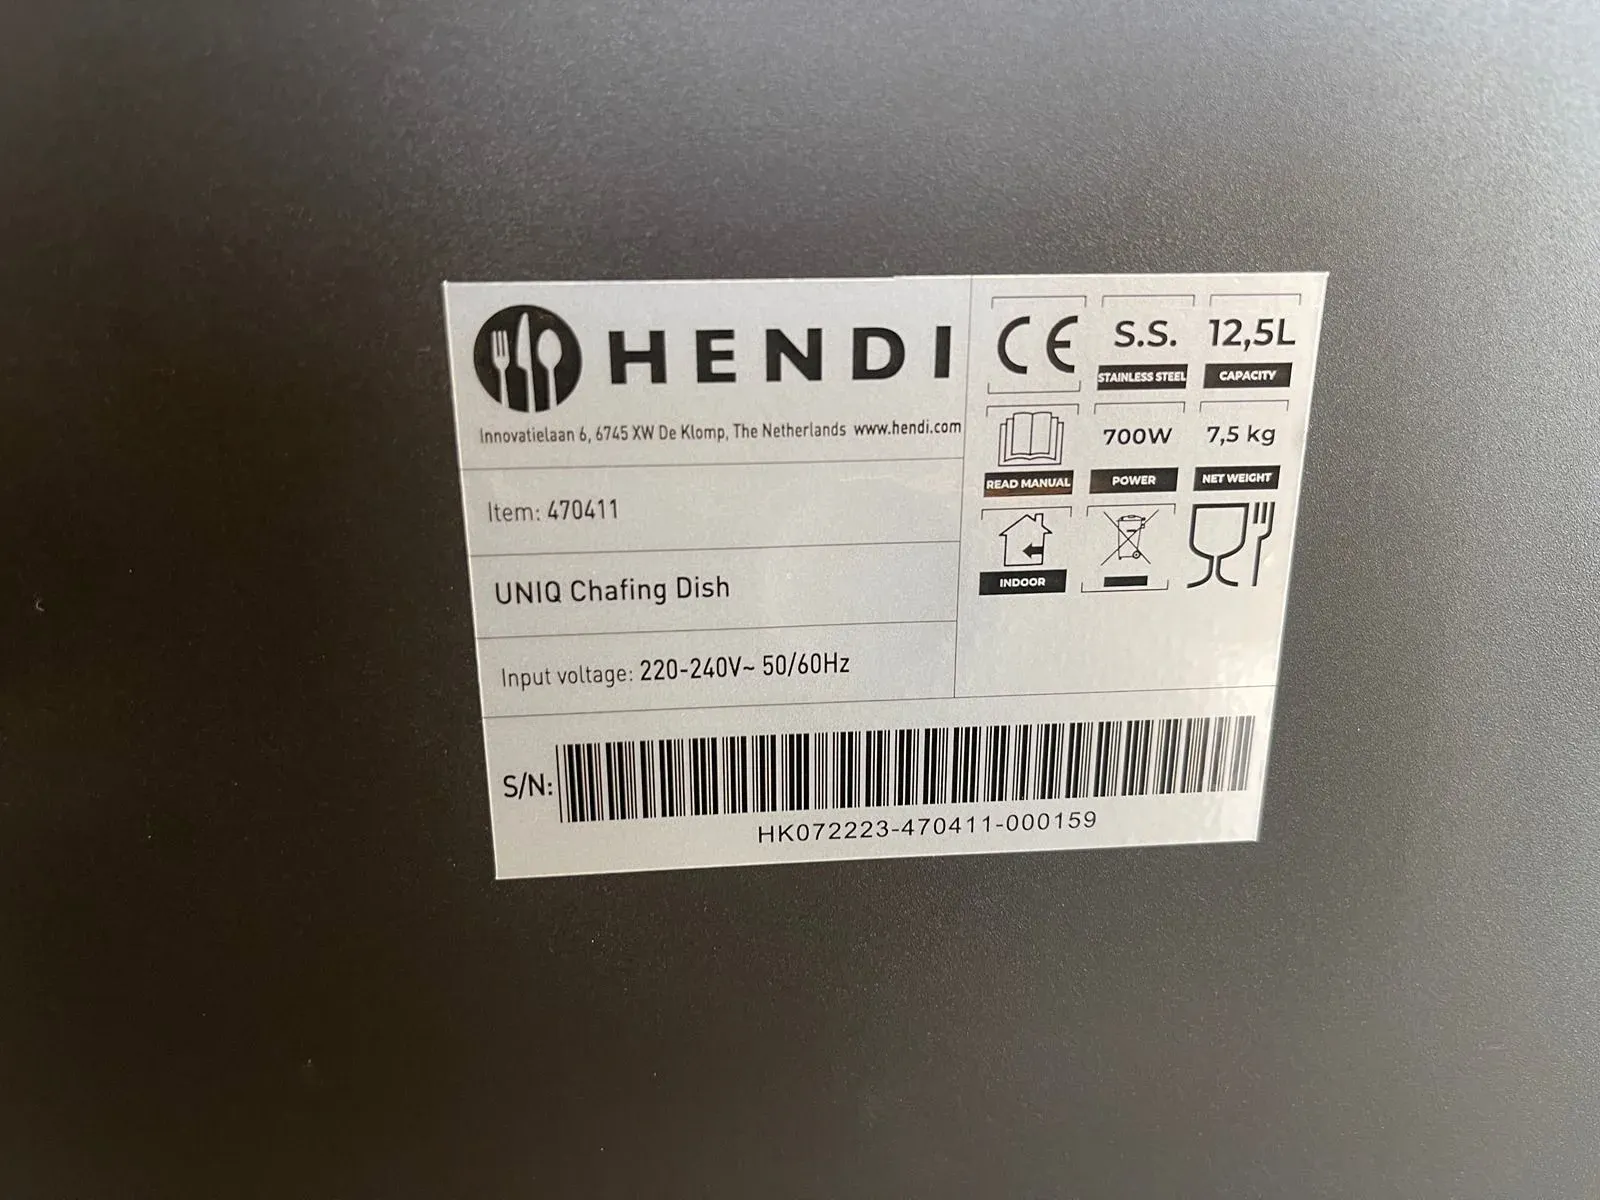 HENDI
Innovatielaan 6, 6745 XW De Klomp, The Netherlands www.hendi.com
Item: 470411
UNIQ Chafing Dish
Input voltage: 220-240V~ 50/60Hz
CE
S.S.
STAINLESS STEEL
12,5L
CAPACITY
READ MANUAL
700W
POWER
7,5 kg
NET WEIGHT
INDOOR
S/N:
HK072223-470411-000159